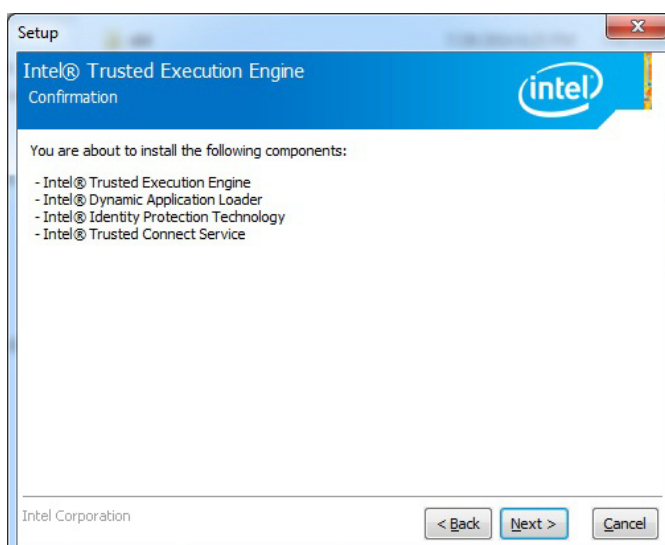 Setup
Intel® Trusted Execution Engine
Confirmation
intel
You are about to install the following components:
- Intel® Trusted Execution Engine
- Intel® Dynamic Application Loader
- Intel® Identity Protection Technology
- Intel® Trusted Connect Service
Intel Corporation
< Back
Next >
Cancel